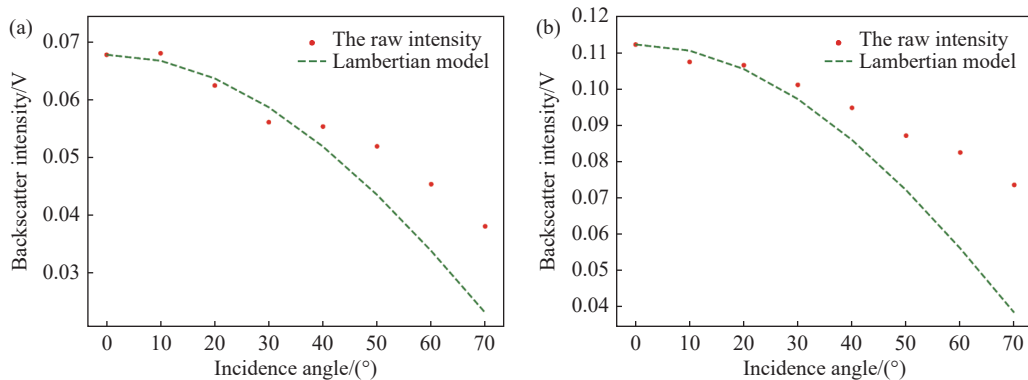 (a)
0.07
0.06
0.05
0.04
0.03
Backscatter intensity/V
The raw intensity
Lambertian model
0 10 20 30 40 50 60 70
Incidence angle/(°)
(b)
0.12
0.11
0.10
0.09
0.08
0.07
0.06
0.05
0.04
Backscatter intensity/V
The raw intensity
Lambertian model
0 10 20 30 40 50 60 70
Incidence angle/(°)